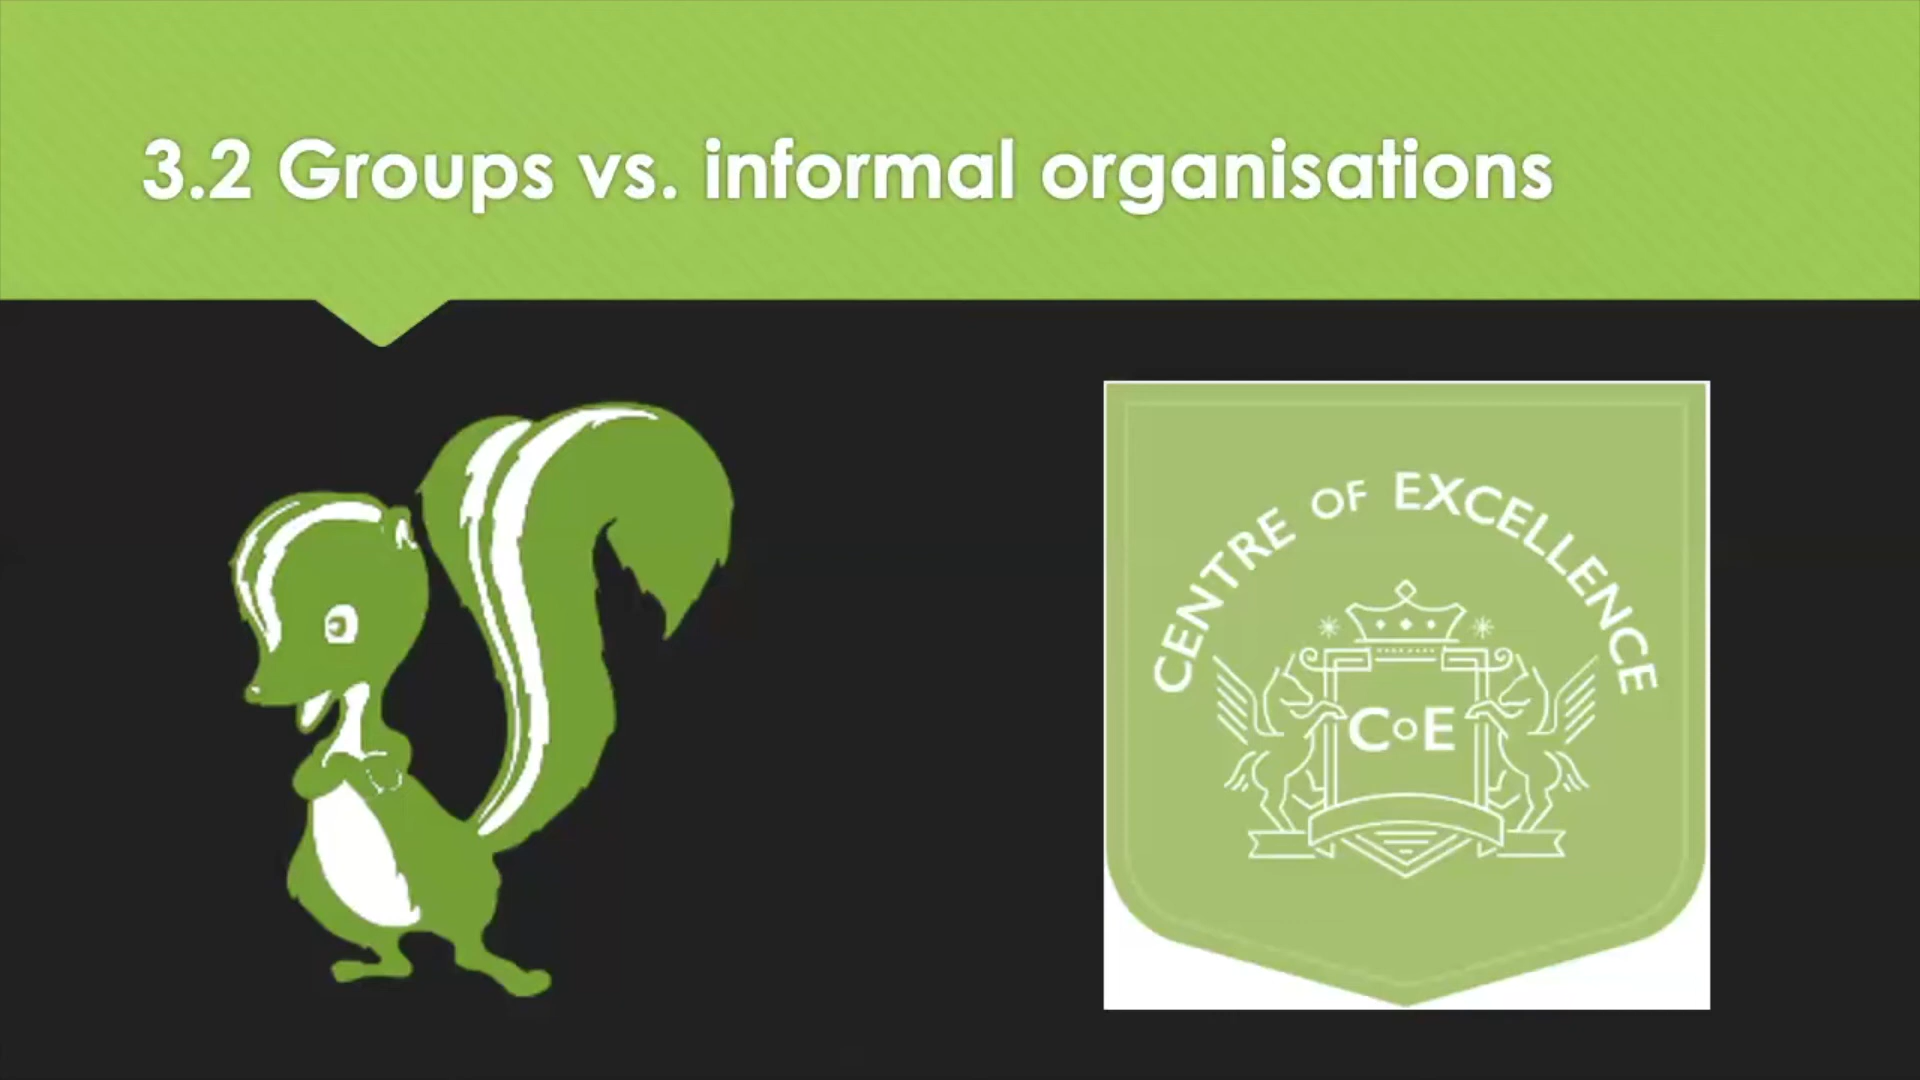 3.2 Groups vs. informal organisations
CENTRE OF EXCELLENCE
CoE